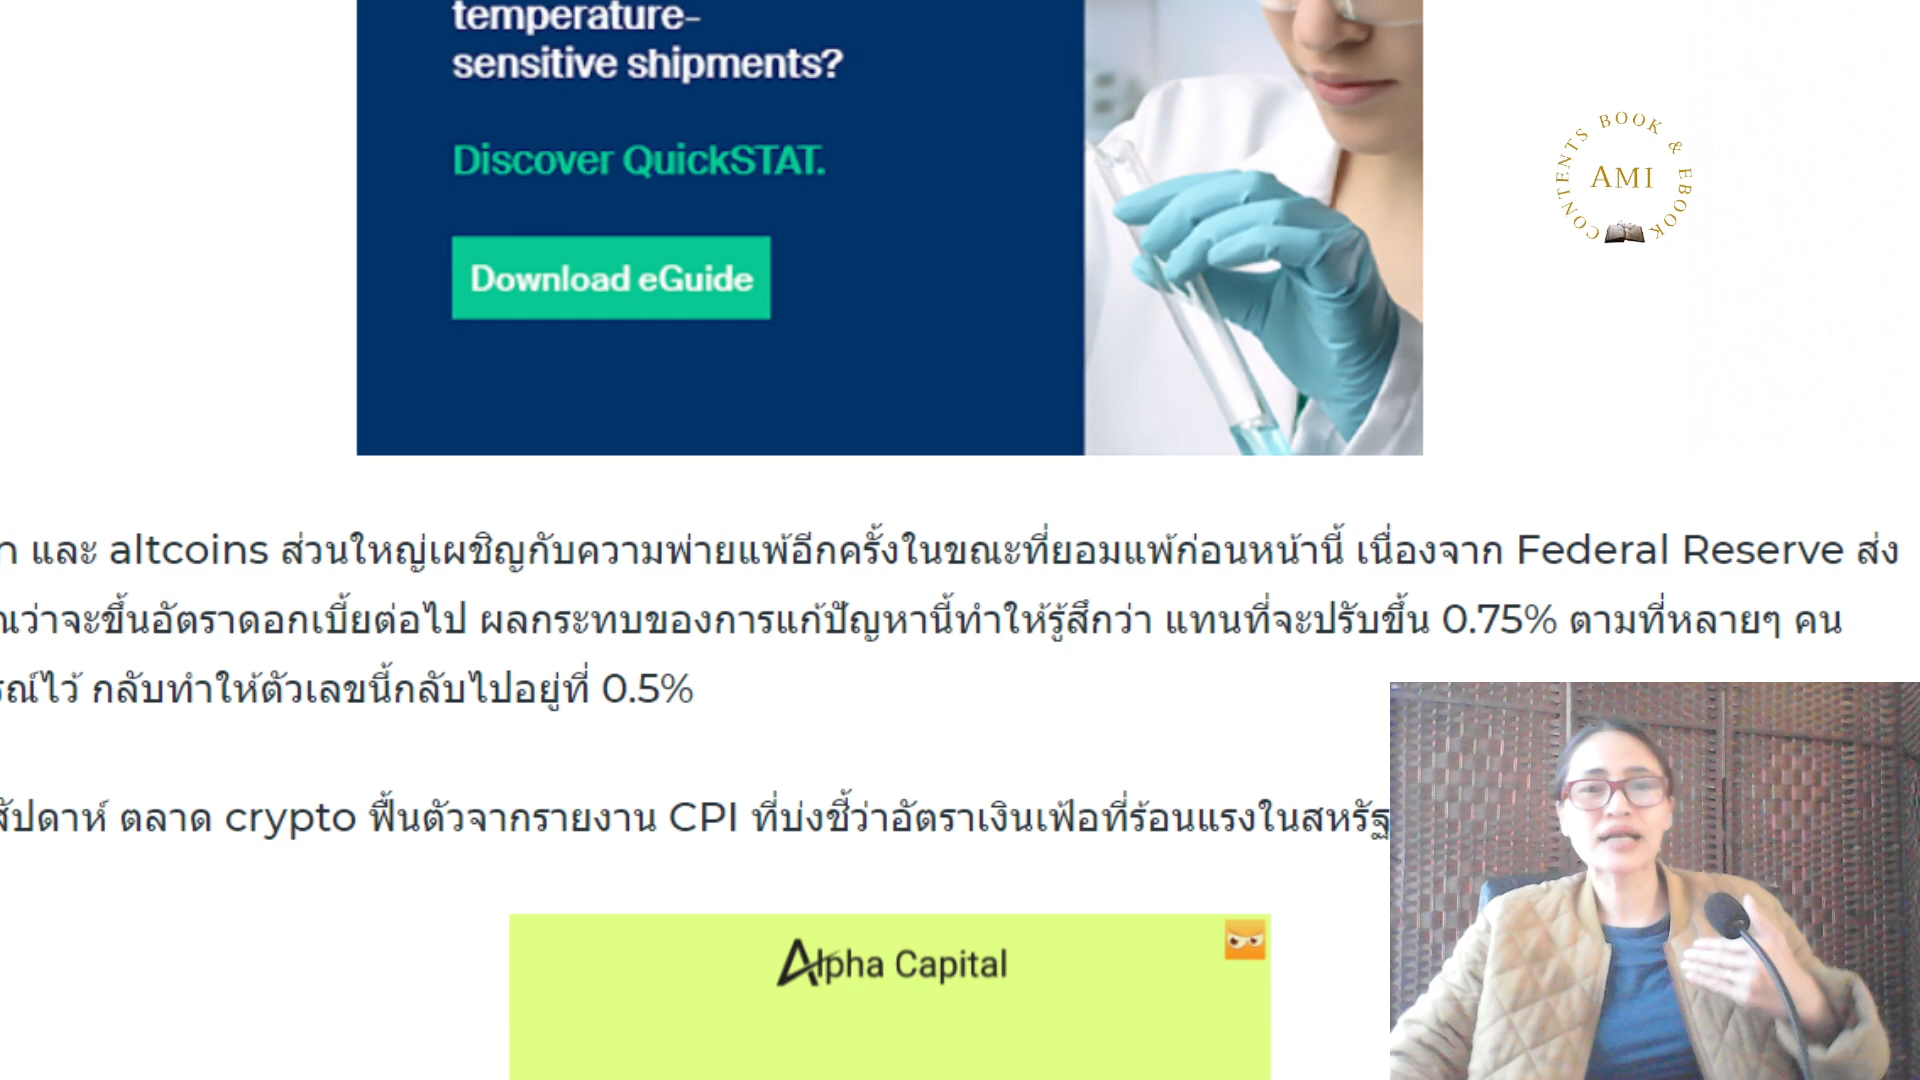 temperature-
sensitive shipments?
Discover QuickSTAT.
Download eGuide
CONTENTS BOOK & EBOOK
AMI
และ altcoins ส่วนใหญ่เผชิญกับความพ่ายแพ้อีกครั้งในขณะที่ยอมแพ้ก่อนหน้านี้ เนื่องจาก Federal Reserve ส่ง
ว่าจะขึ้นอัตราดอกเบี้ยต่อไป ผลกระทบของการแก้ปัญหานี้ทำให้รู้สึกว่า แทนที่จะปรับขึ้น 0.75% ตามที่หลายๆ คน
ไว้ กลับทำให้ตัวเลขนี้กลับไปอยู่ที่ 0.5%
สัปดาห์ ตลาด crypto ฟื้นตัวจากรายงาน CPI ที่บ่งชี้ว่าอัตราเงินเฟ้อที่ร้อนแรงในสหรัฐ
Alpha Capital